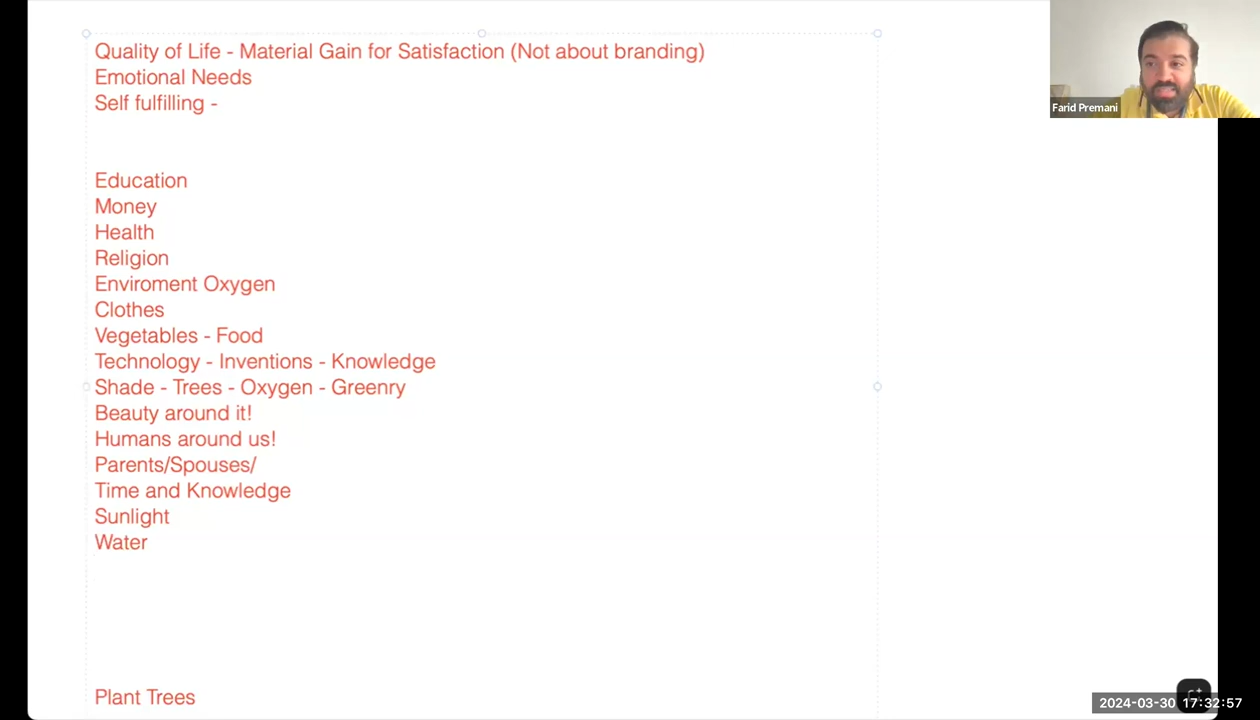 Quality of Life - Material Gain for Satisfaction (Not about branding)
Emotional Needs
Self fulfilling -
Education
Money
Health
Religion
Enviroment Oxygen
Clothes
Vegetables - Food
Technology - Inventions - Knowledge
Shade - Trees - Oxygen - Greenry
Beauty around it!
Humans around us!
Parents/Spouses/
Time and Knowledge
Sunlight
Water
Plant Trees
Farid Premani
2024-03-30 17:32:57